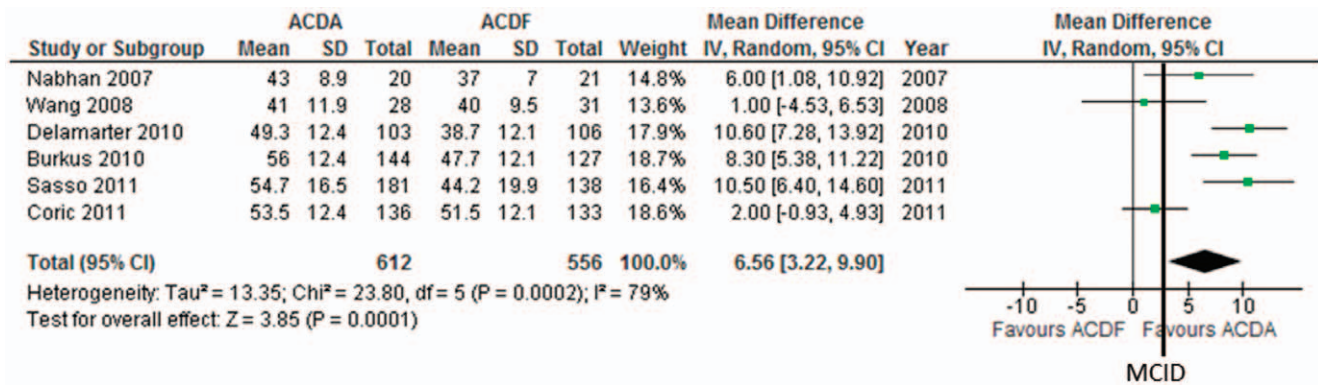 ACDA ACDF Mean Difference Mean Difference
Study or Subgroup Mean SD Total Mean SD Total Weight IV, Random, 95% CI Year IV, Random, 95% CI
Nabhan 2007 43 8.9 20 37 7 21 14.8% 6.00 [1.08, 10.92] 2007
Wang 2008 41 11.9 28 40 9.5 31 13.6% 1.00 [-4.53, 6.53] 2008
Delamarter 2010 49.3 12.4 103 38.7 12.1 106 17.9% 10.60 [7.28, 13.92] 2010
Burkus 2010 56 12.4 144 47.7 12.1 127 18.7% 8.30 [5.38, 11.22] 2010
Sasso 2011 54.7 16.5 181 44.2 19.9 138 16.4% 10.50 [6.40, 14.60] 2011
Coric 2011 53.5 12.4 136 51.5 12.1 133 18.6% 2.00 [-0.93, 4.93] 2011
Total (95% CI) 612 556 100.0% 6.56 [3.22, 9.90]
Heterogeneity: Tau² = 13.35; Chi² = 23.80, df = 5 (P = 0.0002); I² = 79%
Test for overall effect: Z = 3.85 (P = 0.0001)
-10 -5 0 5 10
Favours ACDF Favours ACDA
MCID